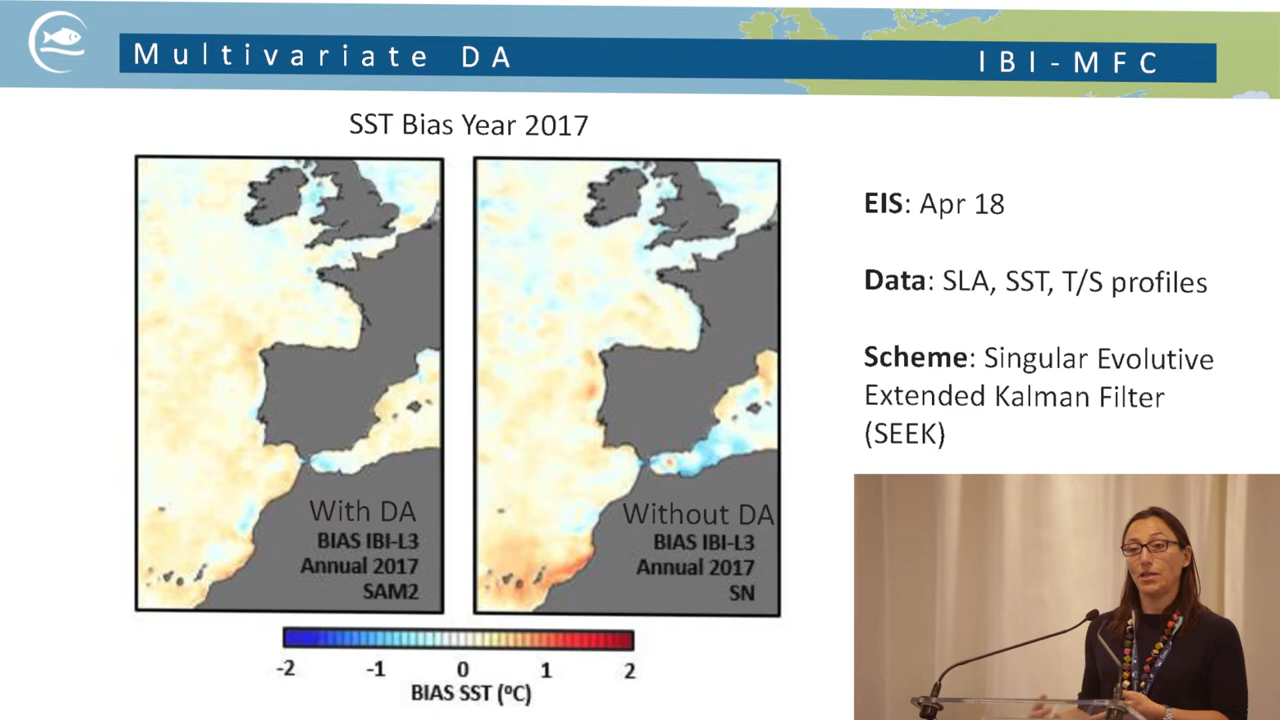 Multivariate DA
IBI-MFC
SST Bias Year 2017
With DA
BIAS IBI-L3
Annual 2017
SAM2
Without DA
BIAS IBI-L3
Annual 2017
SN
-2 -1 0 1 2
BIAS SST (ºC)
EIS: Apr 18
Data: SLA, SST, T/S profiles
Scheme: Singular Evolutive
Extended Kalman Filter
(SEEK)